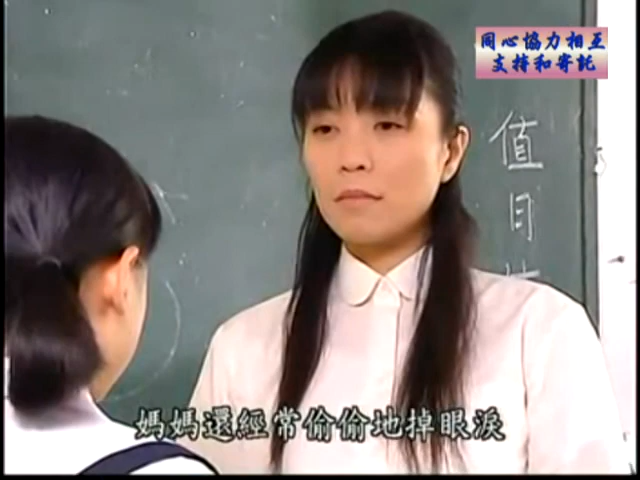 同心協力相互
支持和寄託
值日
媽媽還經常偷偷地掉眼淚